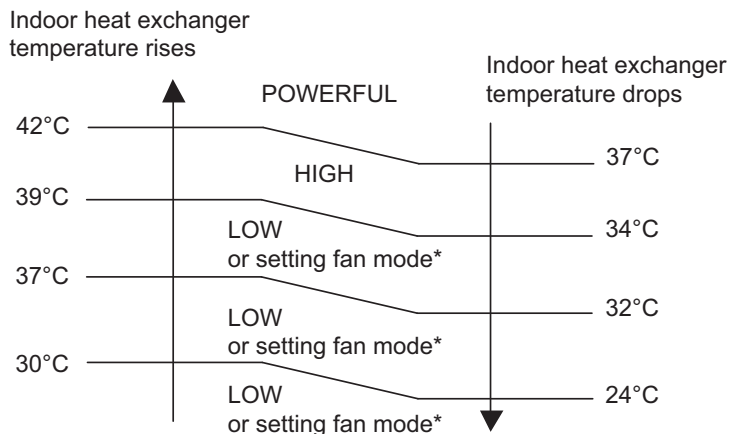 Indoor heat exchanger
temperature rises
Indoor heat exchanger
temperature drops
POWERFUL
42°C
37°C
HIGH
39°C
34°C
LOW
or setting fan mode*
37°C
32°C
LOW
or setting fan mode*
30°C
24°C
LOW
or setting fan mode*